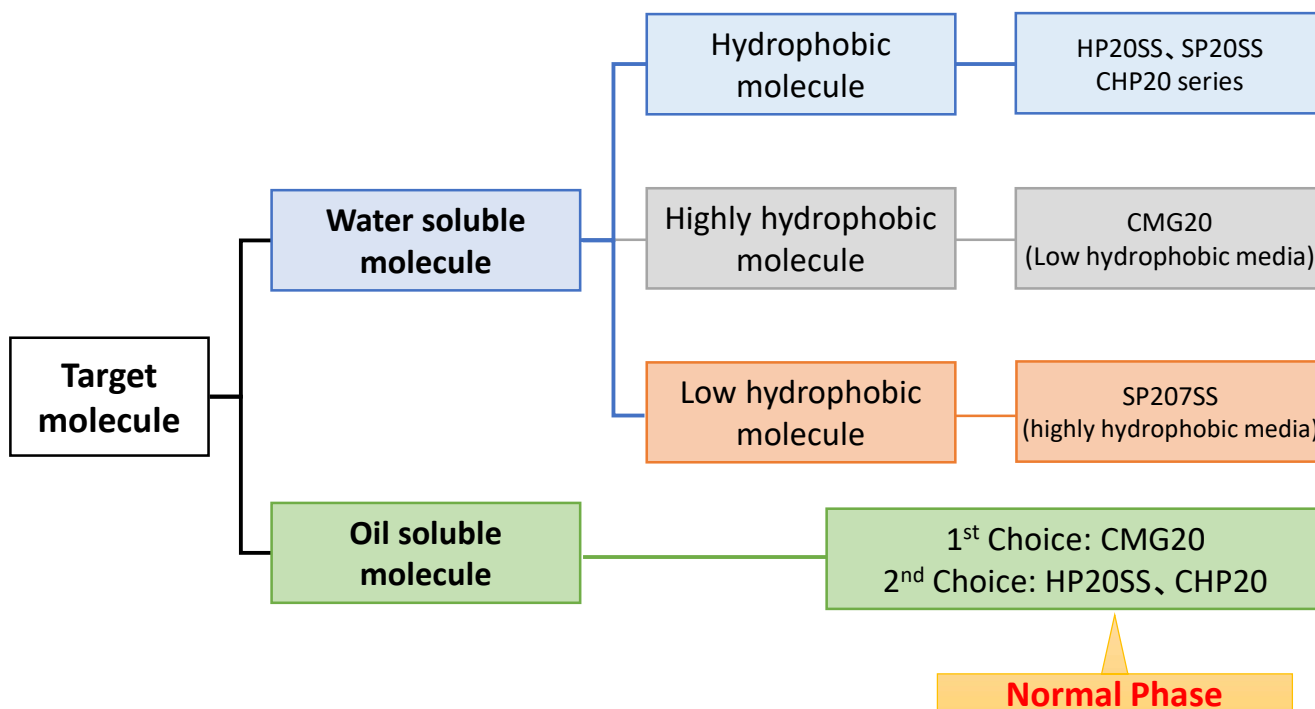 Hydrophobic
molecule
HP20SS、SP20SS
CHP20 series
Water soluble
molecule
Highly hydrophobic
molecule
CMG20
(Low hydrophobic media)
Target
molecule
Low hydrophobic
molecule
SP207SS
(highly hydrophobic media)
Oil soluble
molecule
1st Choice: CMG20
2nd Choice: HP20SS、CHP20
Normal Phase